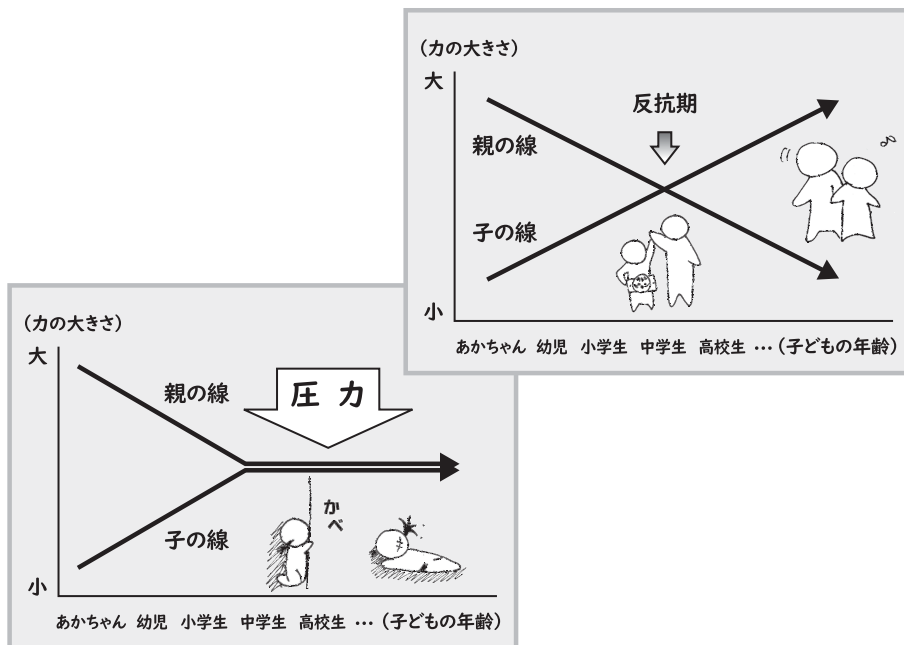 (力の大きさ)
大
反抗期
親の線
子の線
小
あかちゃん 幼児 小学生 中学生 高校生 … (子どもの年齢)
(力の大きさ)
大
圧力
親の線
かべ
子の線
小
あかちゃん 幼児 小学生 中学生 高校生 … (子どもの年齢)